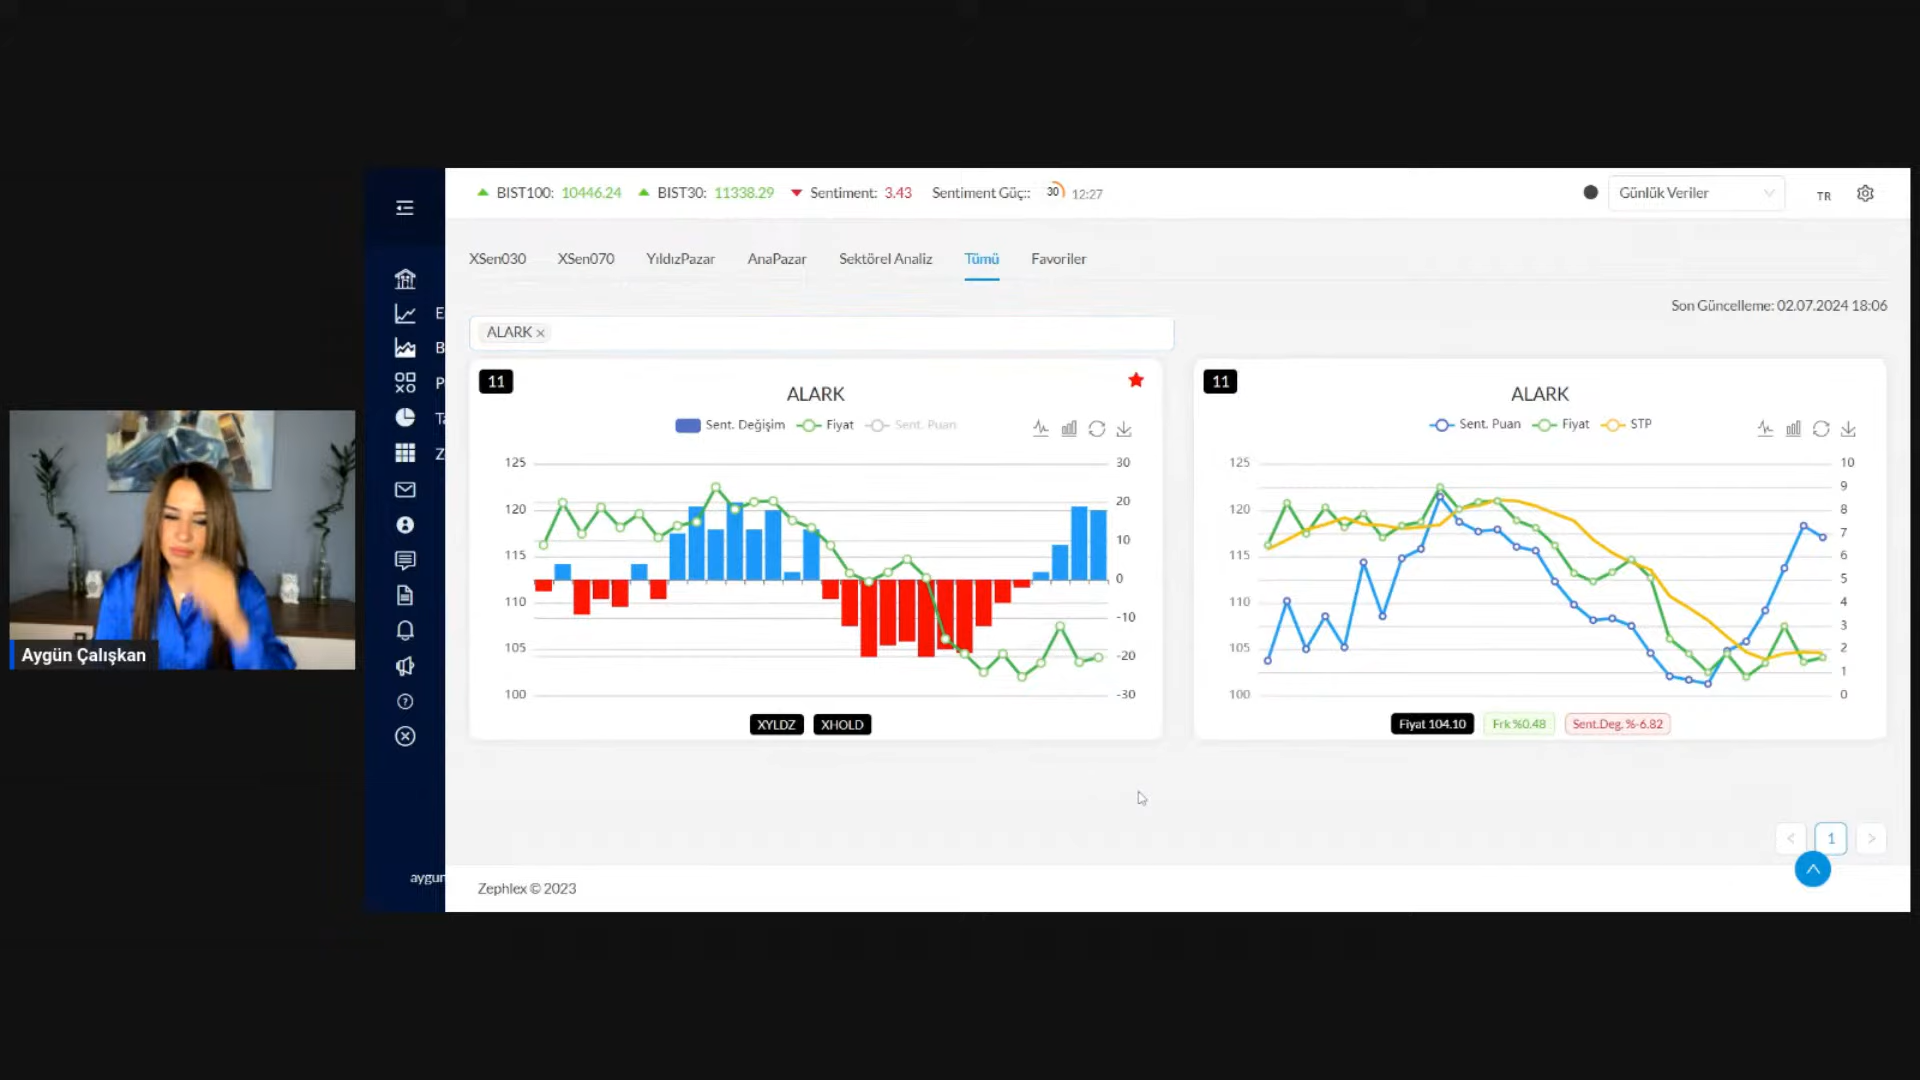 BIST100: 10446.24 BIST30: 11338.29 Sentiment: 3.43 Sentiment Güç:: 30 12:27 Günlük Veriler TR
XSen030 XSen070 YıldızPazar AnaPazar Sektörel Analiz Tümü Favoriler
Son Güncelleme: 02.07.2024 18:06
ALARK ×
11
ALARK
Sent. Değişim Fiyat Sent. Puan
125
120
115
110
105
100
30
20
10
0
-10
-20
-30
XYLDZ XHOLD
11
ALARK
Sent. Puan Fiyat STP
125
120
115
110
105
100
10
9
8
7
6
5
4
3
2
1
0
Fiyat 104.10 Frk %0.48 Sent.Deg. %-6.82
E
B
P
Ta
Z
Aygün Çalışkan
< 1 >
aygun
Zephlex © 2023